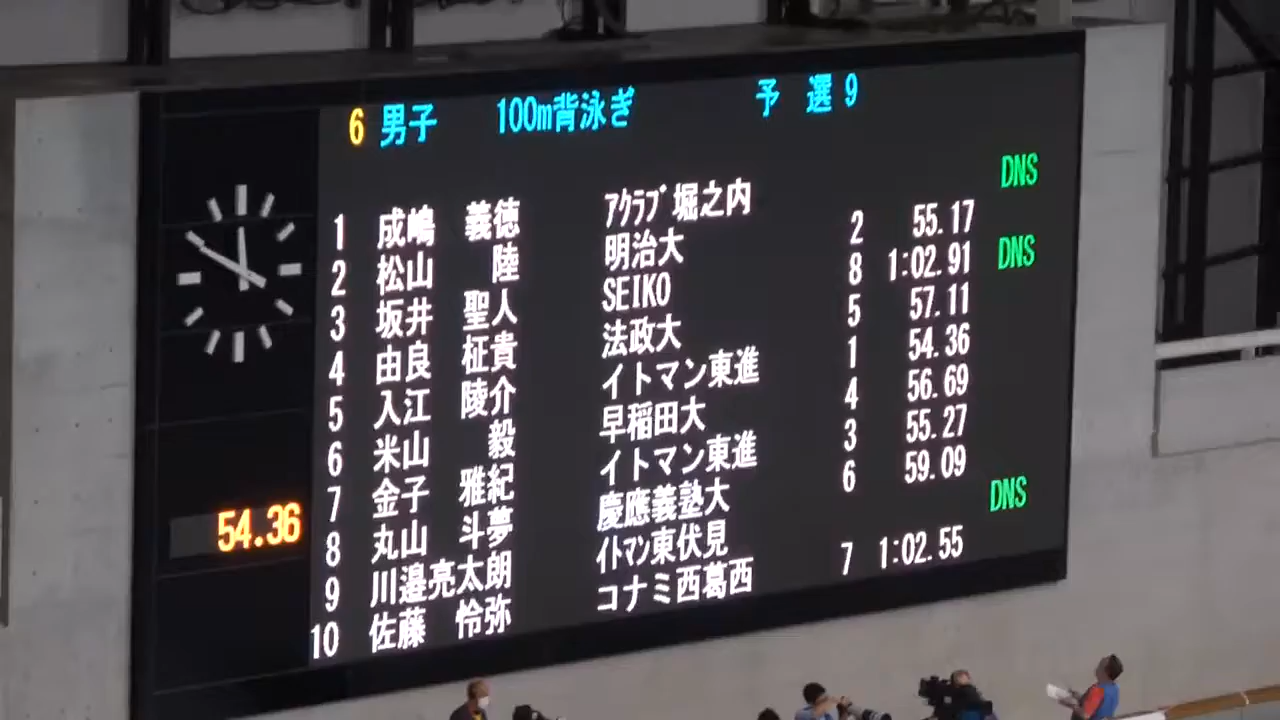 6 男子 100m背泳ぎ 予選 9
1 成嶋 義徳 ｱｸﾗﾌﾞ堀之内 DNS
2 松山 陸 明治大 2 55.17
3 坂井 聖人 SEIKO 8 1:02.91 DNS
4 由良 柾貴 法政大 5 57.11
5 入江 陵介 イトマン東進 1 54.36
6 米山 毅 早稲田大 4 56.69
7 金子 雅紀 イトマン東進 3 55.27
8 丸山 斗夢 慶應義塾大 6 59.09
9 川邉亮太朗 ｲﾄﾏﾝ東伏見 DNS
10 佐藤 怜弥 コナミ西葛西 7 1:02.55
54.36